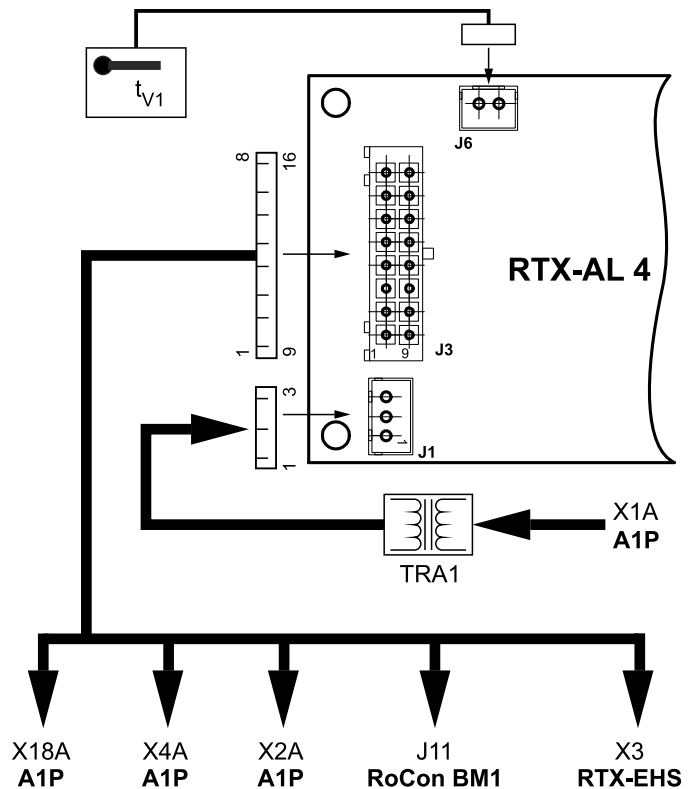 tV1
J6
8
16
RTX-AL 4
1
9
1
9
J3
3
1
1
J1
X1A
A1P
TRA1
X18A
A1P
X4A
A1P
X2A
A1P
J11
RoCon BM1
X3
RTX-EHS